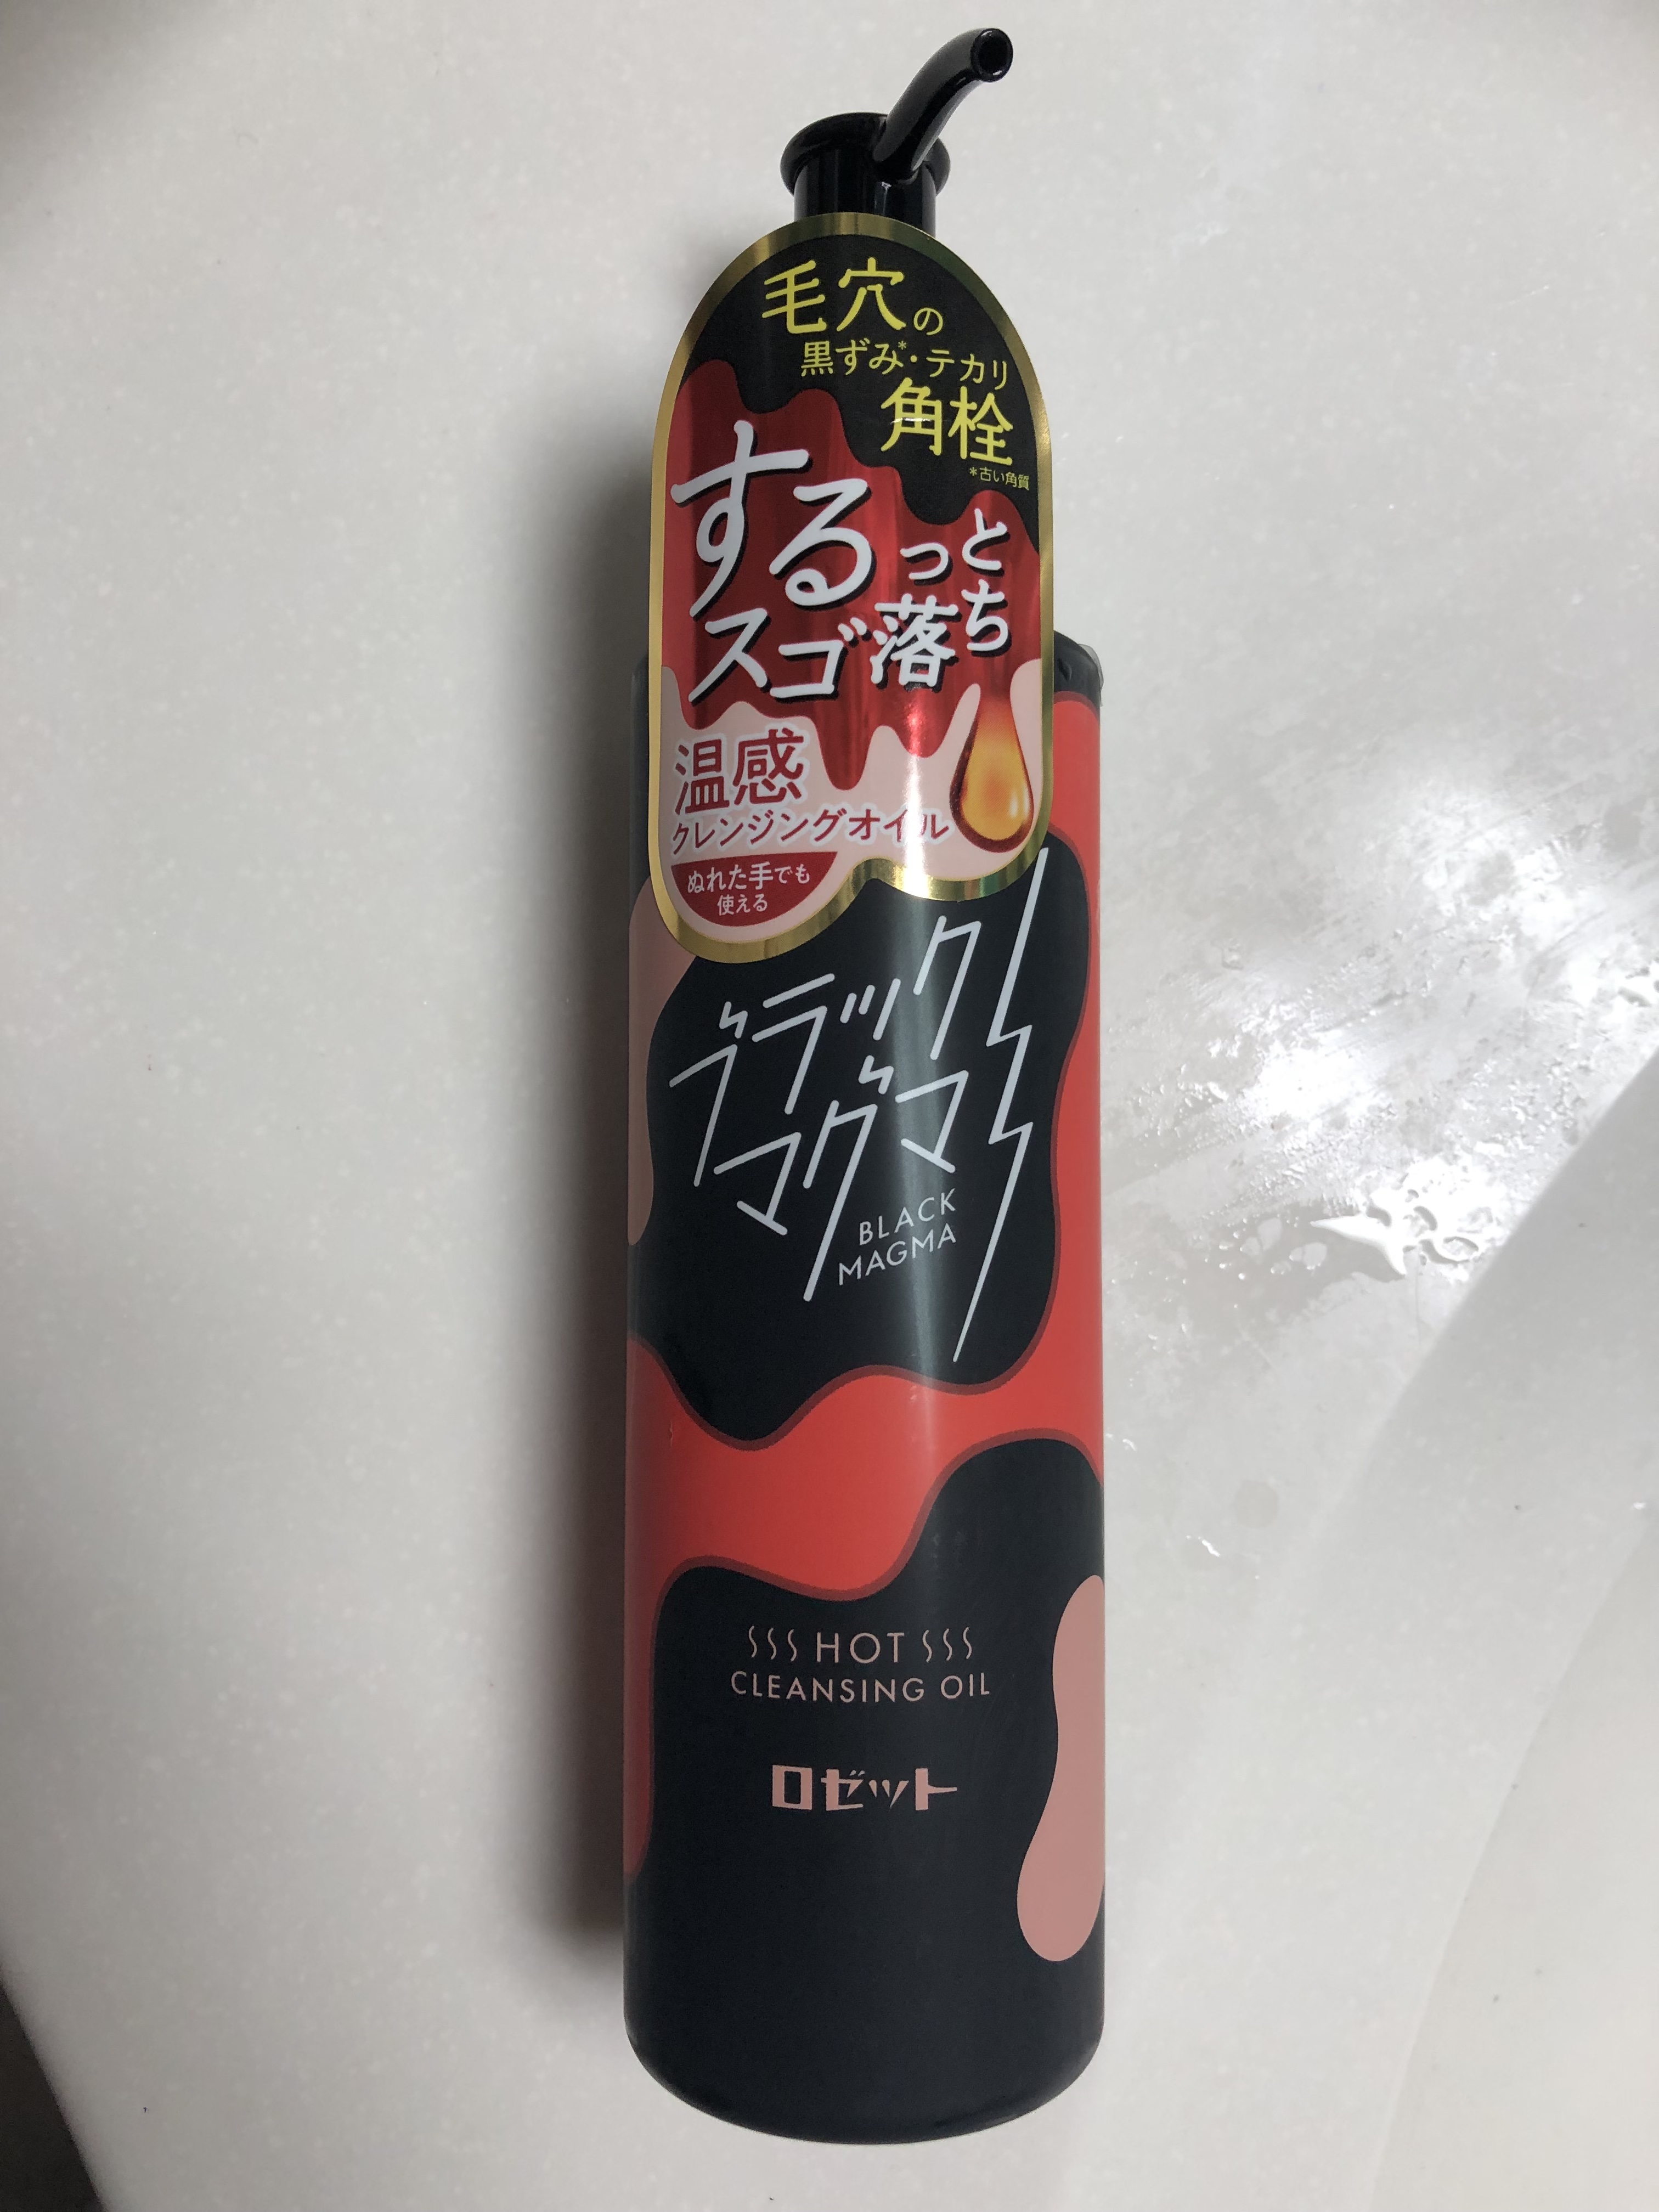 毛穴の
黒ずみ*・テカリ
角栓
*古い角質
するっと
スゴ落ち
温感
クレンジングオイル
ぬれた手でも
使える
ブラック
マグマ
BLACK
MAGMA
HOT
CLEANSING OIL
ロゼット